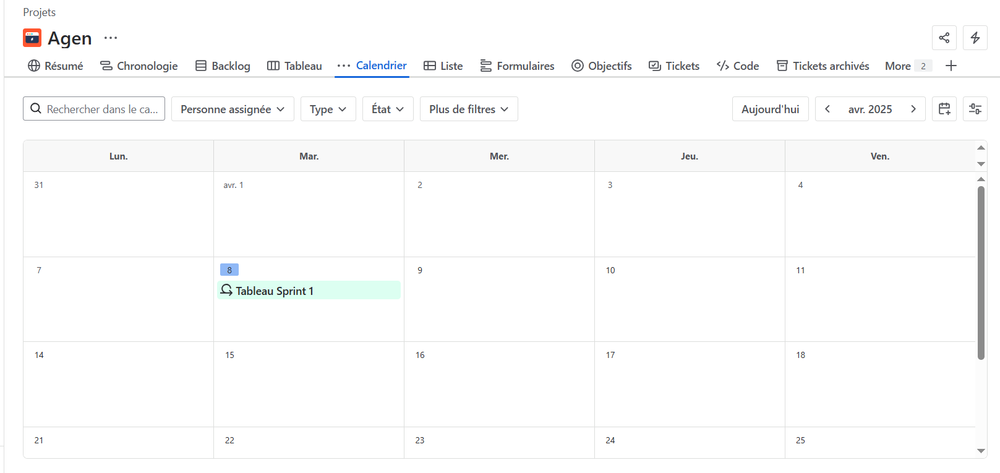 Projets
Agen
Résumé Chronologie Backlog Tableau Calendrier Liste Formulaires Objectifs Tickets Code Tickets archivés More 2
Rechercher dans le ca... Personne assignée Type État Plus de filtres Aujourd'hui avr. 2025
Lun. Mar. Mer. Jeu. Ven.
31 avr. 1 2 3 4
7 8 9 10 11
Tableau Sprint 1
14 15 16 17 18
21 22 23 24 25